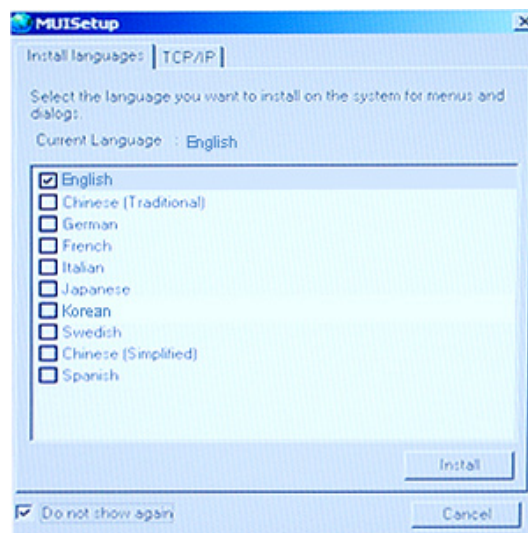 MUISetup
Install languages TCP/IP
Select the language you want to install on the system for menus and
dialogs.
Current Language : English
English
Chinese (Traditional)
German
French
Italian
Japanese
Korean
Swedish
Chinese (Simplified)
Spanish
Install
Do not show again
Cancel